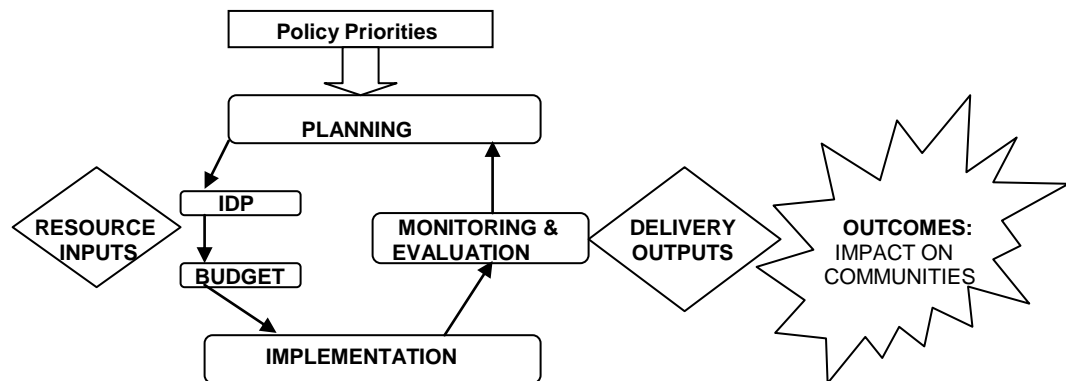 Policy Priorities
PLANNING
IDP
RESOURCE
INPUTS
BUDGET
MONITORING &
EVALUATION
DELIVERY
OUTPUTS
OUTCOMES:
IMPACT ON
COMMUNITIES
IMPLEMENTATION